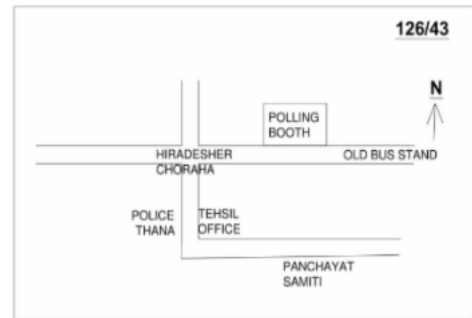 126/43
N
POLLING
BOOTH
HIRADESHER
CHORAHA
OLD BUS STAND
POLICE
THANA
TEHSIL
OFFICE
PANCHAYAT
SAMITI